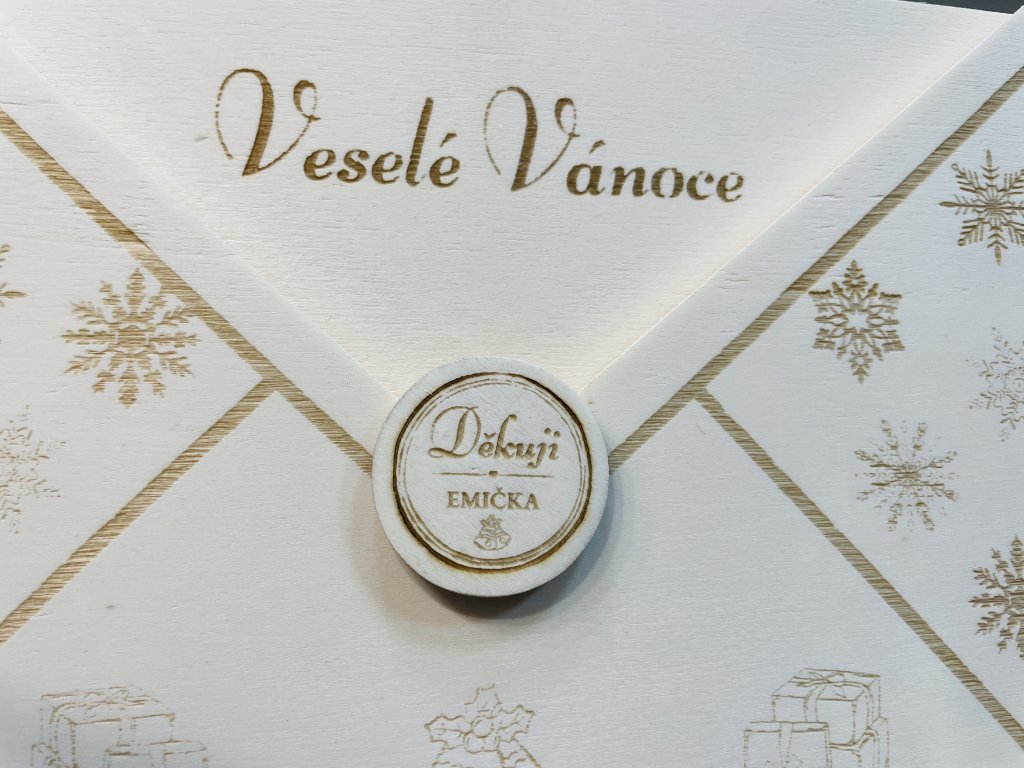 Veselé Vánoce
Děkuji
EMIČKA